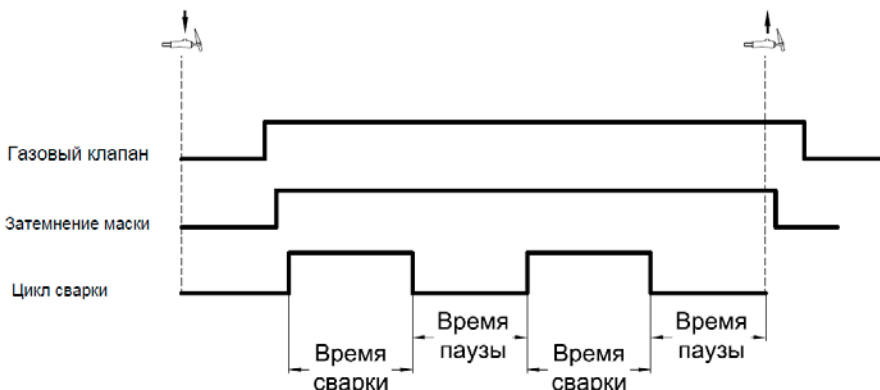 Газовый клапан
Затемнение маски
Цикл сварки
Время
сварки
Время
паузы
Время
сварки
Время
паузы